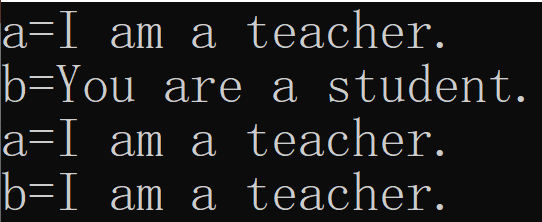 a=I am a teacher.
b=You are a student.
a=I am a teacher.
b=I am a teacher.